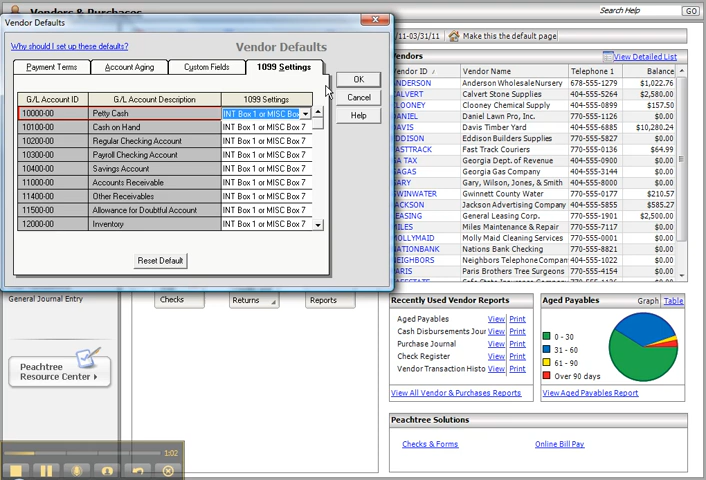 Vendors & Purchases
Search Help
GO
Vendor Defaults
/11-03/31/11
Make this the default page
Why should I set up these defaults?
Vendor Defaults
Payment Terms
Account Aging
Custom Fields
1099 Settings
OK
Cancel
Help
G/L Account ID
G/L Account Description
1099 Settings
10000-00 Petty Cash INT Box 1 or MISC Box
10100-00 Cash on Hand INT Box 1 or MISC Box 7
10200-00 Regular Checking Account INT Box 1 or MISC Box 7
10300-00 Payroll Checking Account INT Box 1 or MISC Box 7
10400-00 Savings Account INT Box 1 or MISC Box 7
11000-00 Accounts Receivable INT Box 1 or MISC Box 7
11400-00 Other Receivables INT Box 1 or MISC Box 7
11500-00 Allowance for Doubtful Account INT Box 1 or MISC Box 7
12000-00 Inventory INT Box 1 or MISC Box 7
Reset Default
Vendors
View Detailed List
Vendor ID Vendor Name Telephone 1 Balance
ANDERSON Anderson Wholesale Nursery 678-555-1289 $1,022.76
CALVERT Calvert Stove Supplies 404-555-5264 $2,580.00
CLOONEY Clooney Chemical Supply 404-555-0899 $157.50
DANIEL Daniel Lawn Pro, Inc. 404-555-1126 $0.00
DAVIS Davis Timber Yard 404-555-9286 $10,280.24
EDDISON Eddison Builders Supplies 770-555-5827 $0.00
FASTTRACK Fast Track Couriers 770-555-0136 $64.99
GA TAX Georgia Dept. of Revenue 404-555-0900 $0.00
GAGAS Georgia Gas Company 404-555-3144 $0.00
GARY Gary, Wilson, Jones, & Smith 404-555-8000 $0.00
GWINWATER Gwinnett County Water 770-555-0177 $210.57
JACKSON Jackson Advertising Company 404-555-5855 $585.27
LEASING General Leasing Corp. 770-555-1901 $2,500.00
MILES Miles Maintenance & Repair 770-555-7117 $0.00
MOLLYMAID Molly Maid Cleaning Services 404-555-1021 $0.00
NATIONBANK Nations Banking 770-555-8821 $0.00
NEIGHBORS Neighbors Telephone Compan 404-555-1022 $0.00
PARIS Paris Brothers Tree Surgeons 770-555-4154 $0.00
$0.00
General Journal Entry
Checks
Returns
Reports
Peachtree
Resource Center
Recently Used Vendor Reports
Aged Payables View Print
Cash Disbursements Jou View Print
Purchase Journal View Print
Check Register View Print
Vendor Transaction Histo View Print
View All Vendor & Purchases Reports
Aged Payables
Graph Table
0 - 30
31 - 60
61 - 90
Over 90 days
View Aged Payables Report
Peachtree Solutions
Checks & Forms
Online Bill Pay
1:02